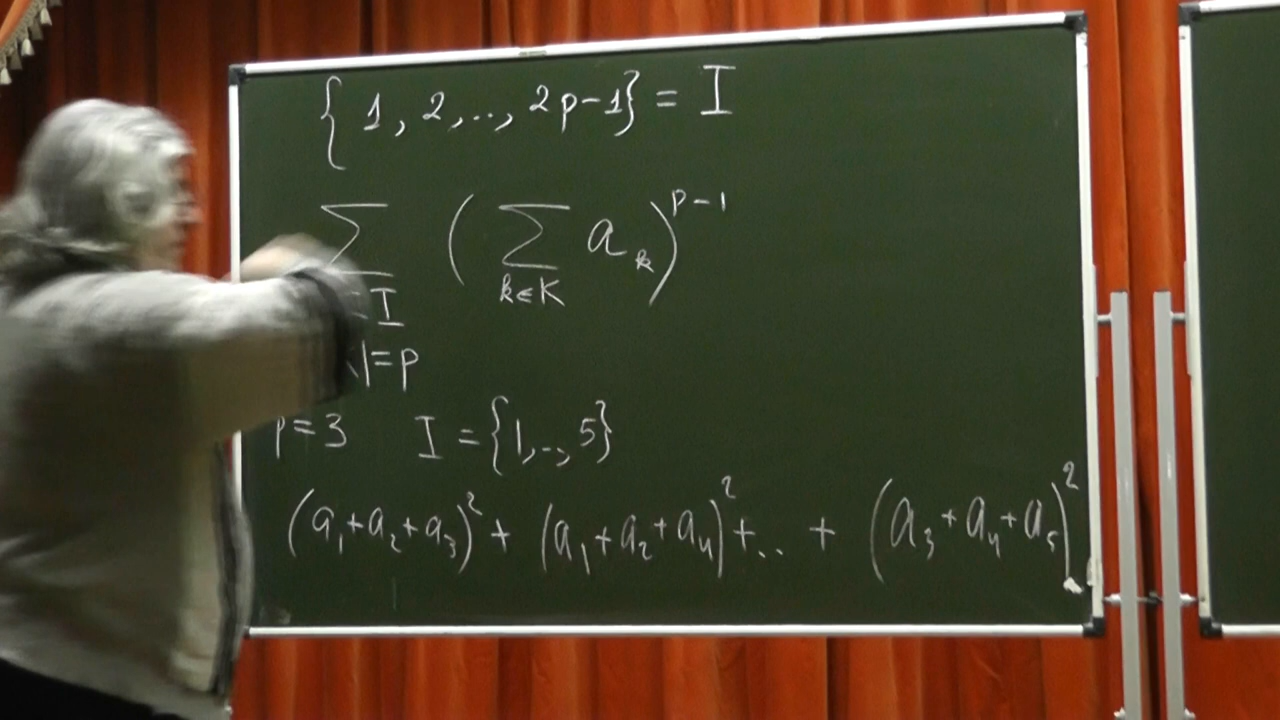 {1, 2, .., 2p-1} = I
∑ (∑ a_k)^{p-1}
I k∈K
|=p
p=3 I={1,..,5}
(a_1+a_2+a_3)^2+ (a_1+a_2+a_4)^2+.. + (a_3+a_4+a_5)^2